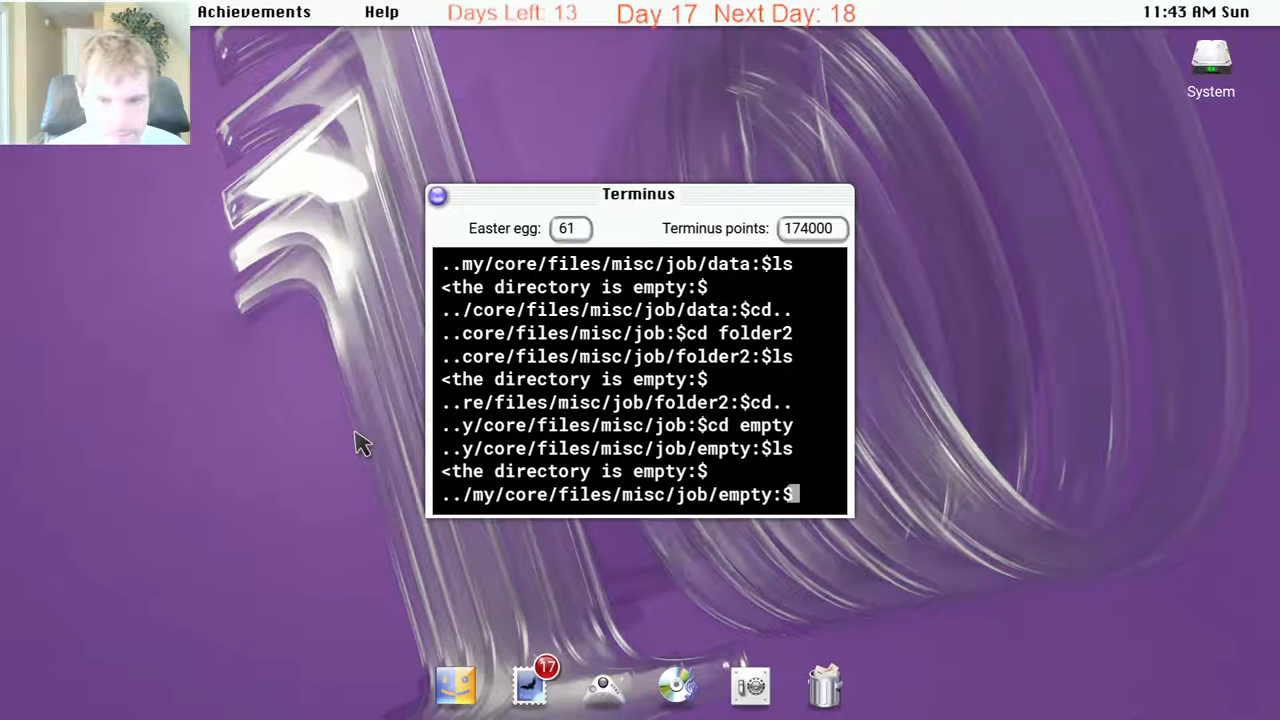 Achievements Help Days Left: 13 Day 17 Next Day: 18 11:43 AM Sun
System
Terminus
Easter egg: 61 Terminus points: 174000
..my/core/files/misc/job/data:$ls
<the directory is empty:$
../core/files/misc/job/data:$cd..
..core/files/misc/job:$cd folder2
..core/files/misc/job/folder2:$ls
<the directory is empty:$
..re/files/misc/job/folder2:$cd..
..y/core/files/misc/job:$cd empty
..y/core/files/misc/job/empty:$ls
<the directory is empty:$
../my/core/files/misc/job/empty:$
17